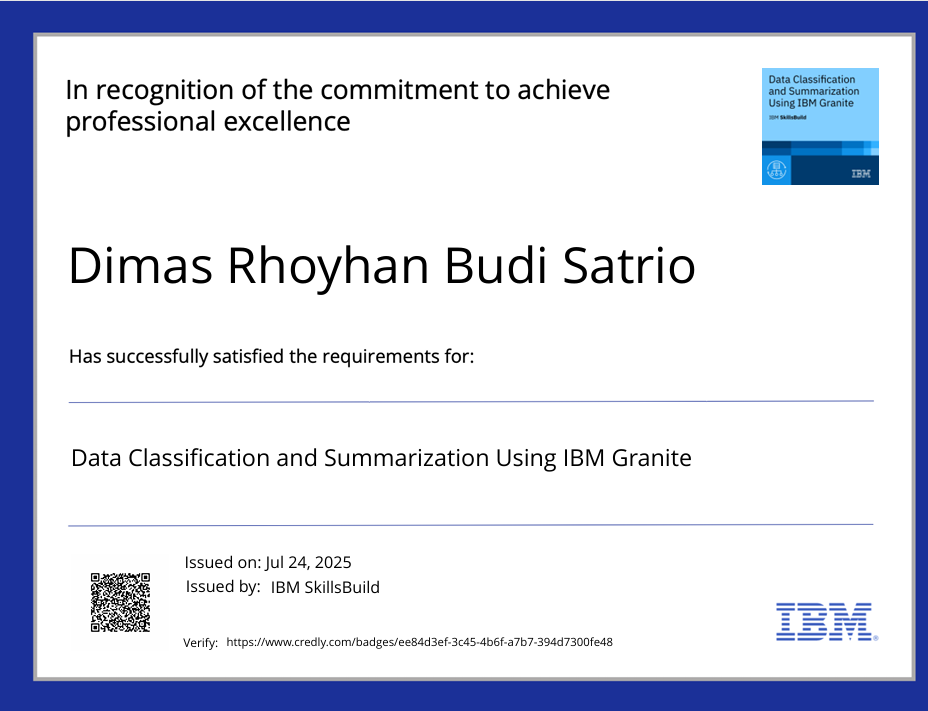 In recognition of the commitment to achieve
professional excellence
Data Classification
and Summarization
Using IBM Granite
IBM SkillsBuild
IBM
Dimas Rhoyhan Budi Satrio
Has successfully satisfied the requirements for:
Data Classification and Summarization Using IBM Granite
Issued on: Jul 24, 2025
Issued by: IBM SkillsBuild
Verify: https://www.credly.com/badges/ee84d3ef-3c45-4b6f-a7b7-394d7300fe48
IBM®